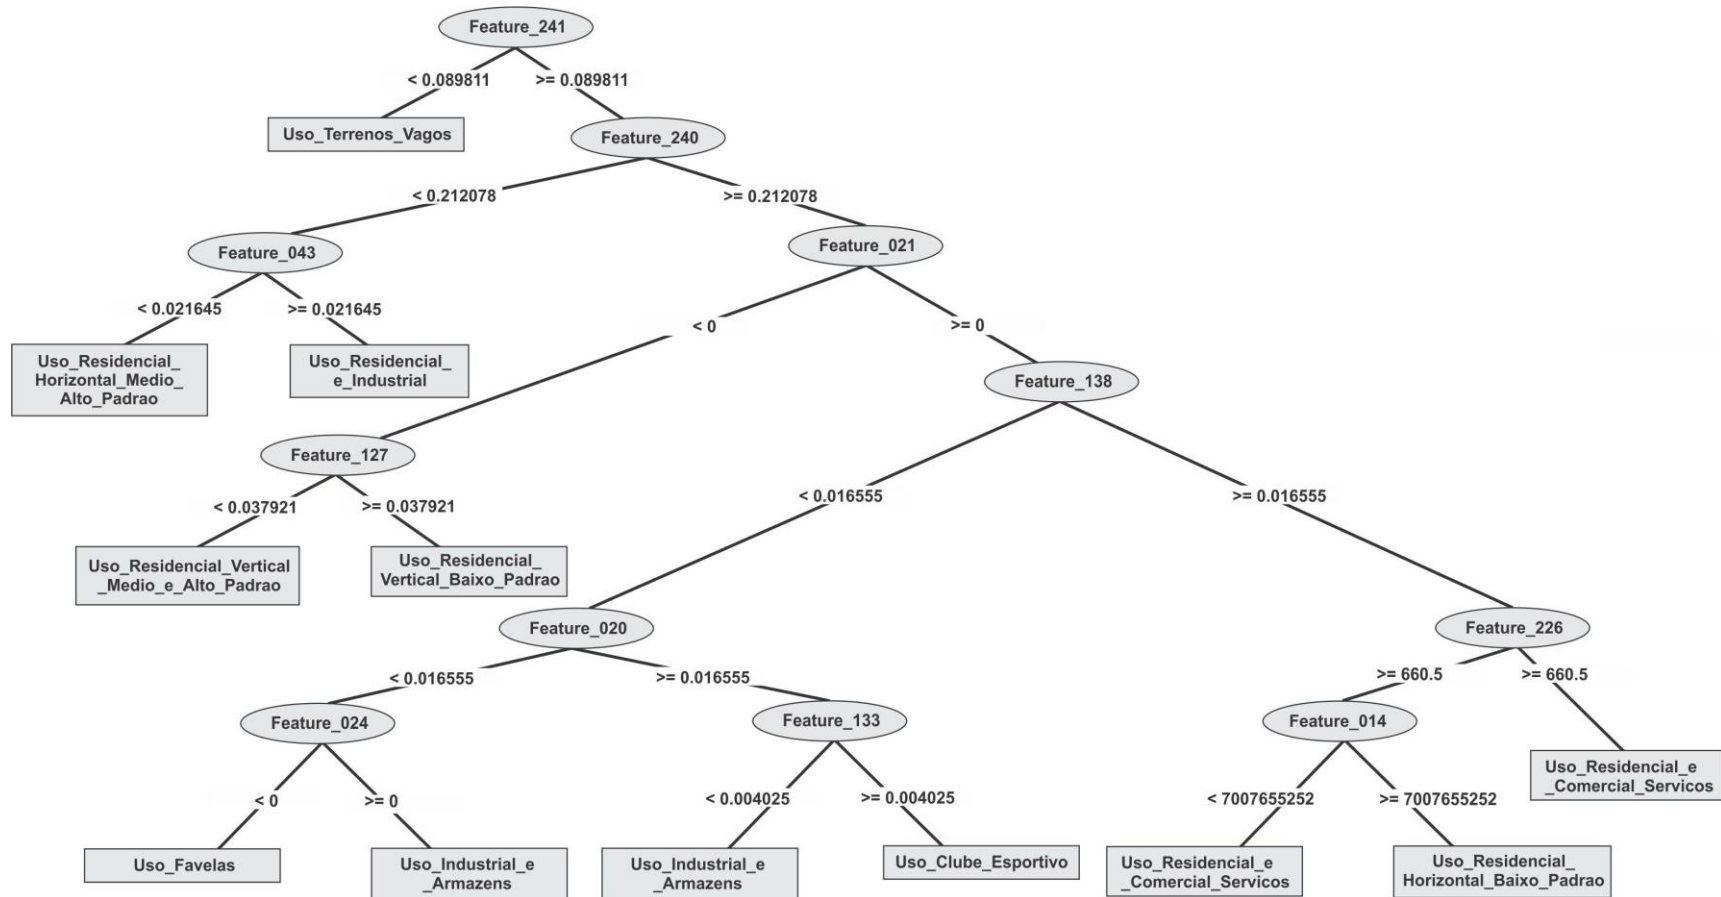 Feature_241
< 0.089811
>= 0.089811
Uso_Terrenos_Vagos
Feature_240
< 0.212078
>= 0.212078
Feature_043
Feature_021
< 0.021645
>= 0.021645
< 0
>= 0
Uso_Residencial_
Horizontal_Medio_
Alto_Padrao
Uso_Residencial_
e_Industrial
Feature_138
Feature_127
< 0.037921
>= 0.037921
< 0.016555
>= 0.016555
Uso_Residencial_Vertical
_Medio_e_Alto_Padrao
Uso_Residencial_
Vertical_Baixo_Padrao
Feature_020
Feature_226
< 0.016555
>= 0.016555
>= 660.5
>= 660.5
Feature_024
Feature_133
Feature_014
Uso_Residencial_e
_Comercial_Servicos
< 0
>= 0
< 0.004025
>= 0.004025
< 7007655252
>= 7007655252
Uso_Favelas
Uso_Industrial_e
_Armazens
Uso_Industrial_e
_Armazens
Uso_Clube_Esportivo
Uso_Residencial_e
_Comercial_Servicos
Uso_Residencial_
Horizontal_Baixo_Padrao